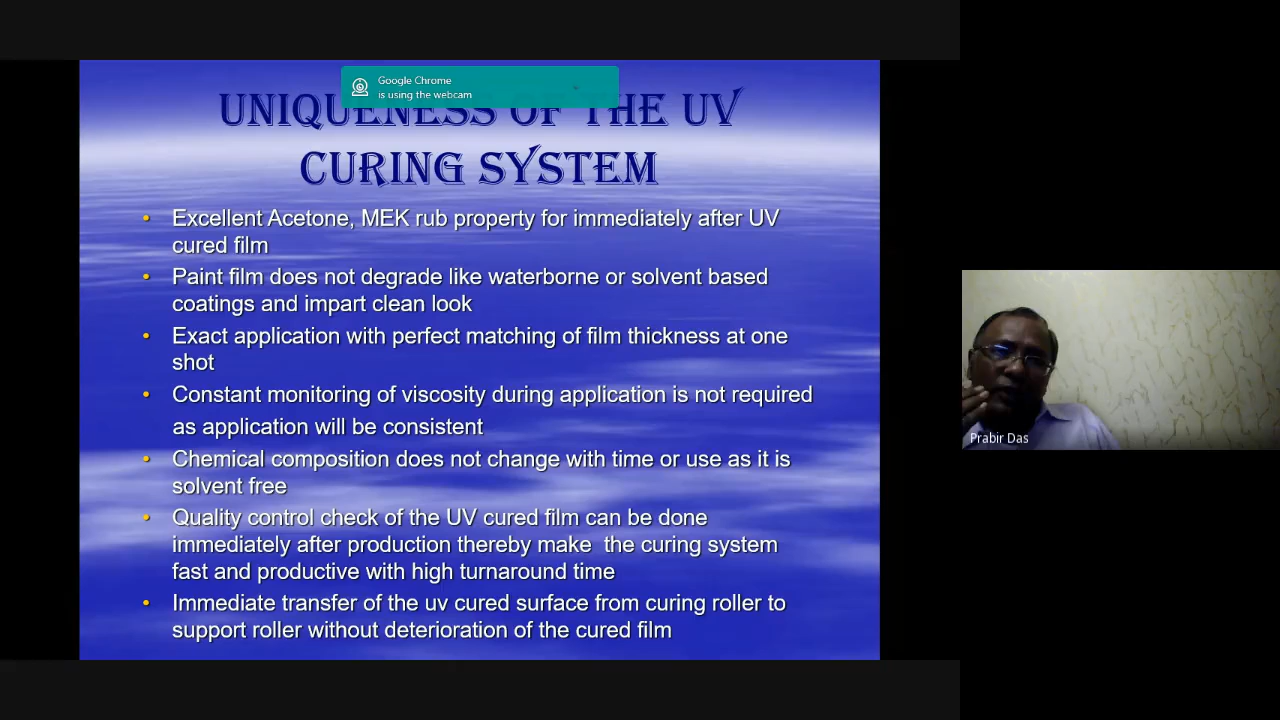 Google Chrome
is using the webcam
UNIQUENESS OF THE UV
CURING SYSTEM
• Excellent Acetone, MEK rub property for immediately after UV
cured film
• Paint film does not degrade like waterborne or solvent based
coatings and impart clean look
• Exact application with perfect matching of film thickness at one
shot
• Constant monitoring of viscosity during application is not required
as application will be consistent
• Chemical composition does not change with time or use as it is
solvent free
• Quality control check of the UV cured film can be done
immediately after production thereby make  the curing system
fast and productive with high turnaround time
• Immediate transfer of the uv cured surface from curing roller to
support roller without deterioration of the cured film
Prabir Das